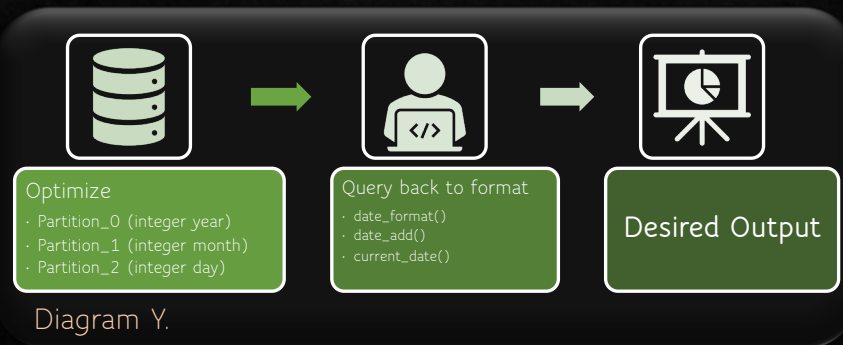 </>
Optimize
· Partition_0 (integer year)
· Partition_1 (integer month)
· Partition_2 (integer day)
Query back to format
· date_format()
· date_add()
· current_date()
Desired Output
Diagram Y.